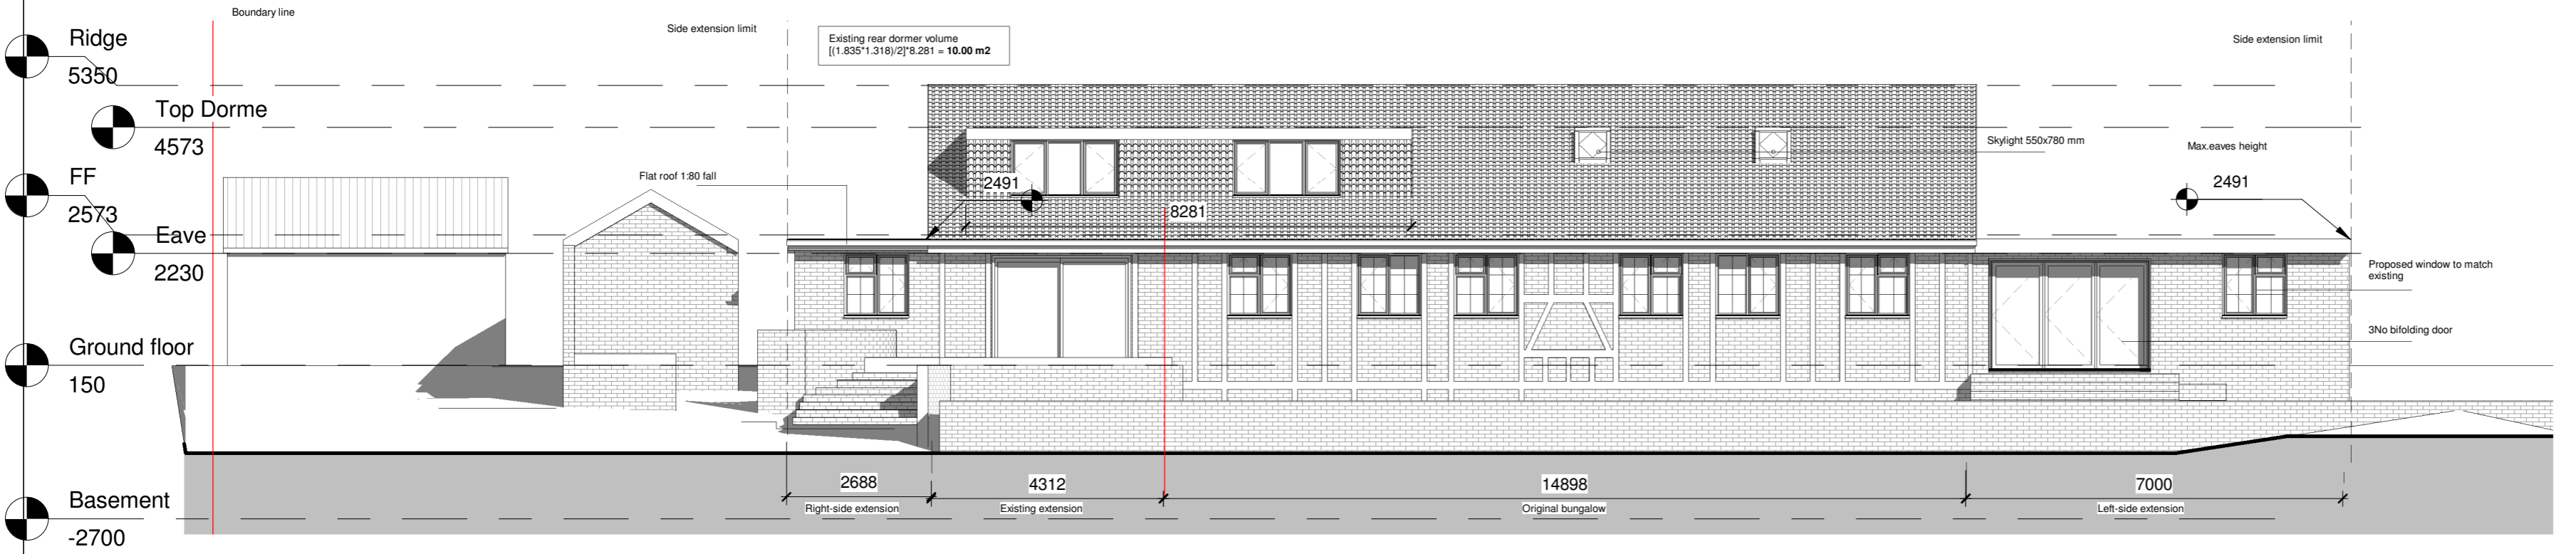 Boundary line
Side extension limit
Existing rear dormer volume
[(1.835*1.318)/2]*8.281 = 10.00 m2
Side extension limit
Ridge
5350
Top Dorme
4573
Skylight 550x780 mm
Max.eaves height
FF
2573
Flat roof 1:80 fall
2491
2491
8281
Eave
2230
Proposed window to match
existing
3No bifolding door
Ground floor
150
2688
4312
14898
7000
Right-side extension
Existing extension
Original bungalow
Left-side extension
Basement
-2700